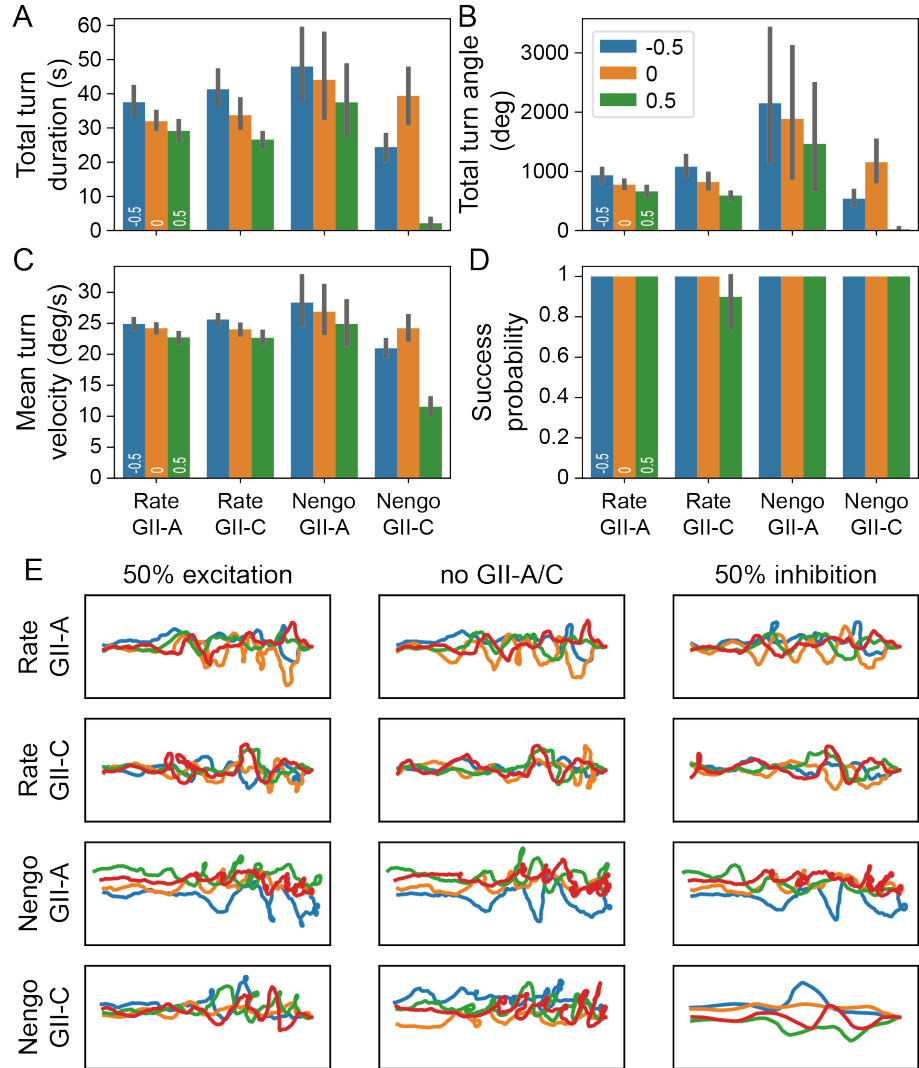 A
Total turn
duration (s)
60
50
40
30
20
10
0
-0.5
0
0.5
B
Total turn angle
(deg)
3000
2000
1000
0
-0.5
0
0.5
-0.5
0
0.5
C
Mean turn
velocity (deg/s)
30
25
20
15
10
5
0
-0.5
0
0.5
Rate
GII-A
Rate
GII-C
Nengo
GII-A
Nengo
GII-C
D
Success
probability
1
0.8
0.6
0.4
0.2
0
-0.5
0
0.5
Rate
GII-A
Rate
GII-C
Nengo
GII-A
Nengo
GII-C
E
50% excitation
no GII-A/C
50% inhibition
Rate
GII-A
Rate
GII-C
Nengo
GII-A
Nengo
GII-C